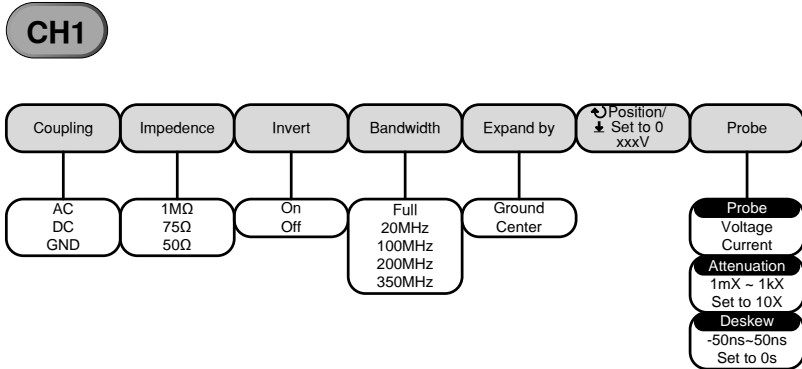 CH1
Coupling
Impedence
Invert
Bandwidth
Expand by
Position/
Set to 0
xxxV
Probe
AC
DC
GND
1MΩ
75Ω
50Ω
On
Off
Full
20MHz
100MHz
200MHz
350MHz
Ground
Center
Probe
Voltage
Current
Attenuation
1mX ~ 1kX
Set to 10X
Deskew
-50ns~50ns
Set to 0s